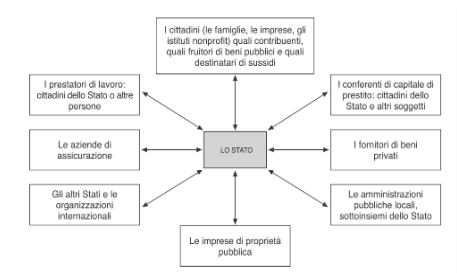 I cittadini (le famiglie, le imprese, gli
istituti nonprofit) quali contribuenti,
quali fruitori di beni pubblici e quali
destinatari di sussidi
I prestatori di lavoro:
cittadini dello Stato o altre
persone
I conferenti di capitale di
prestito: cittadini dello
Stato e altri soggetti
Le aziende di
assicurazione
LO STATO
I fornitori di beni
privati
Gli altri Stati e le
organizzazioni
internazionali
Le amministrazioni
pubbliche locali,
sottoinsiemi dello Stato
Le imprese di proprietà
pubblica